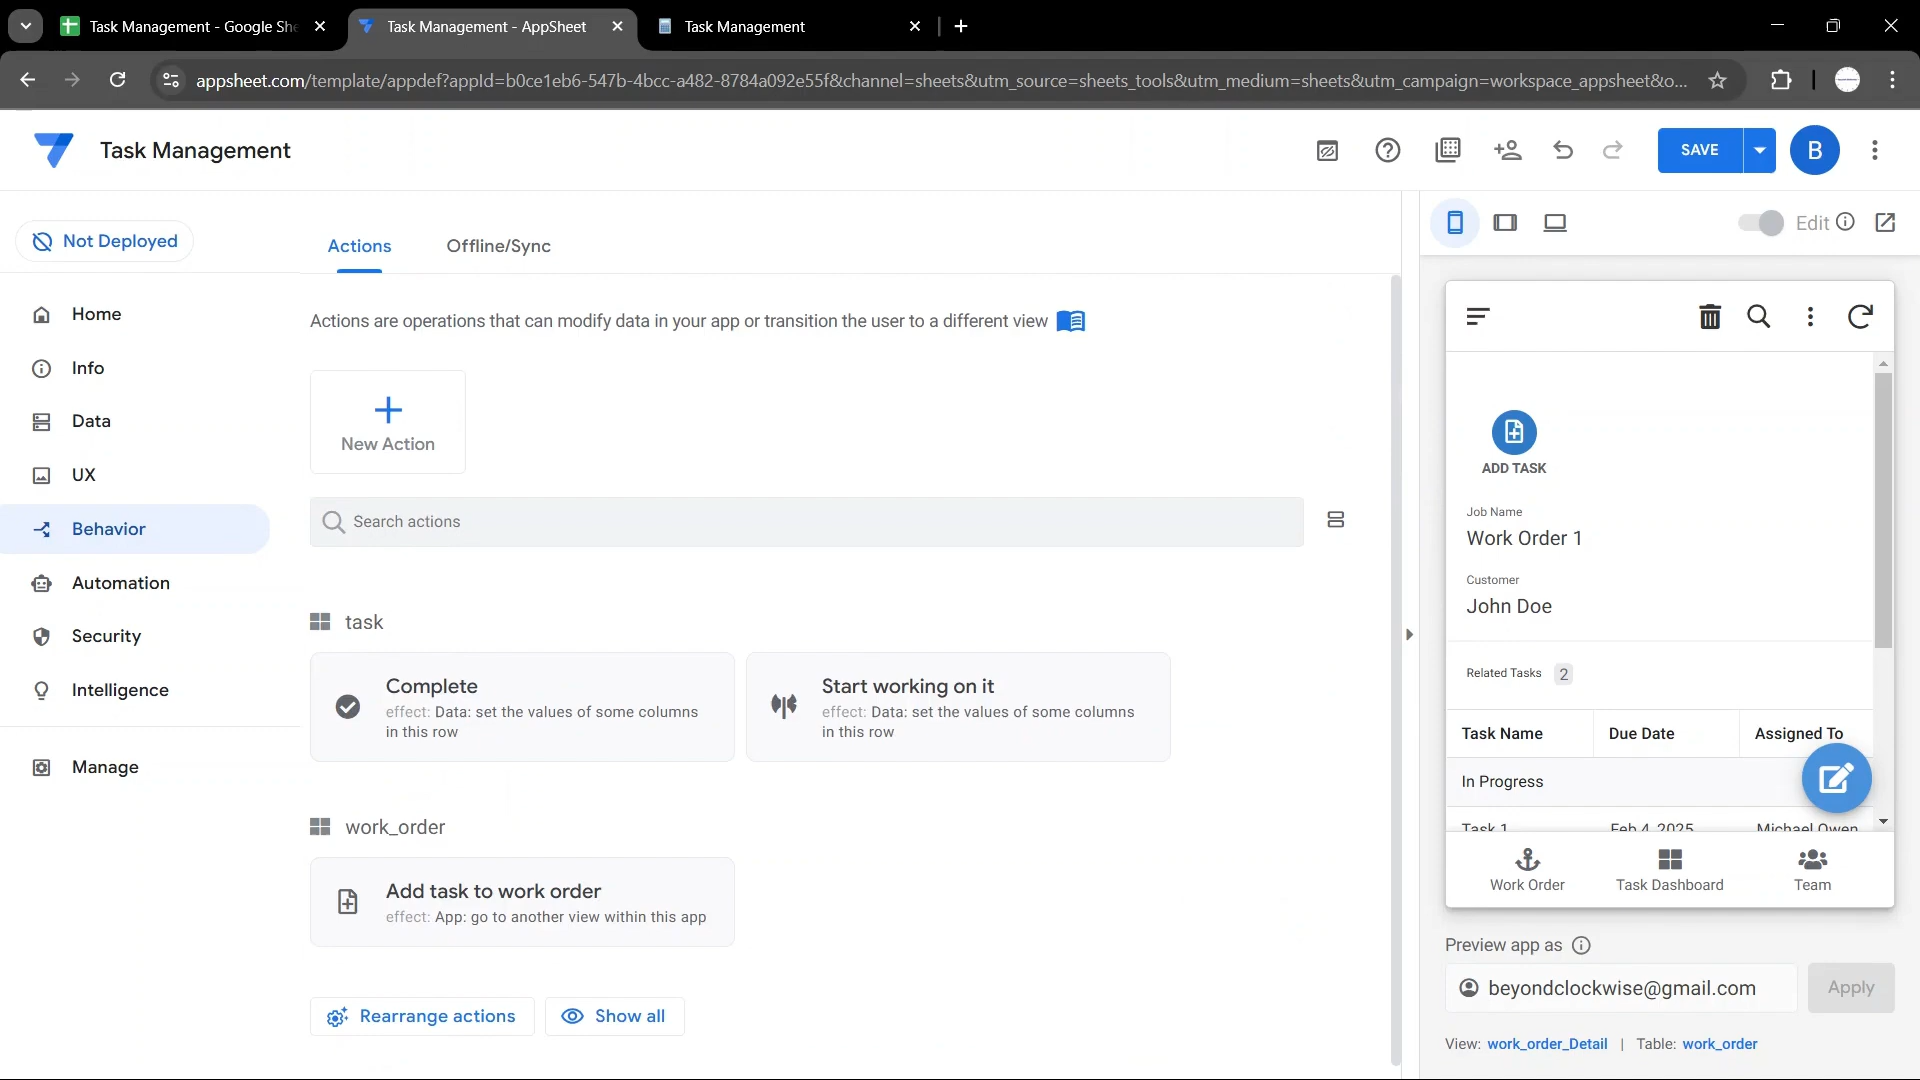 Task Management - Google She
Task Management - AppSheet
Task Management
appsheet.com/template/appdef?appId=b0ce1eb6-547b-4bcc-a482-8784a092e55f&channel=sheets&utm_source=sheets_tools&utm_medium=sheets&utm_campaign=workspace_appsheet&o...
Task Management
SAVE
B
Not Deployed
Home
Info
Data
UX
Behavior
Automation
Security
Intelligence
Manage
Actions
Offline/Sync
Actions are operations that can modify data in your app or transition the user to a different view
New Action
Search actions
task
Complete
effect: Data: set the values of some columns
in this row
Start working on it
effect: Data: set the values of some columns
in this row
work_order
Add task to work order
effect: App: go to another view within this app
Rearrange actions
Show all
Edit
ADD TASK
Job Name
Work Order 1
Customer
John Doe
Related Tasks 2
Task Name Due Date Assigned To
In Progress
Task 1 Feb 4, 2025 Michael Owen
Work Order
Task Dashboard
Team
Preview app as
beyondclockwise@gmail.com
Apply
View: work_order_Detail | Table: work_order